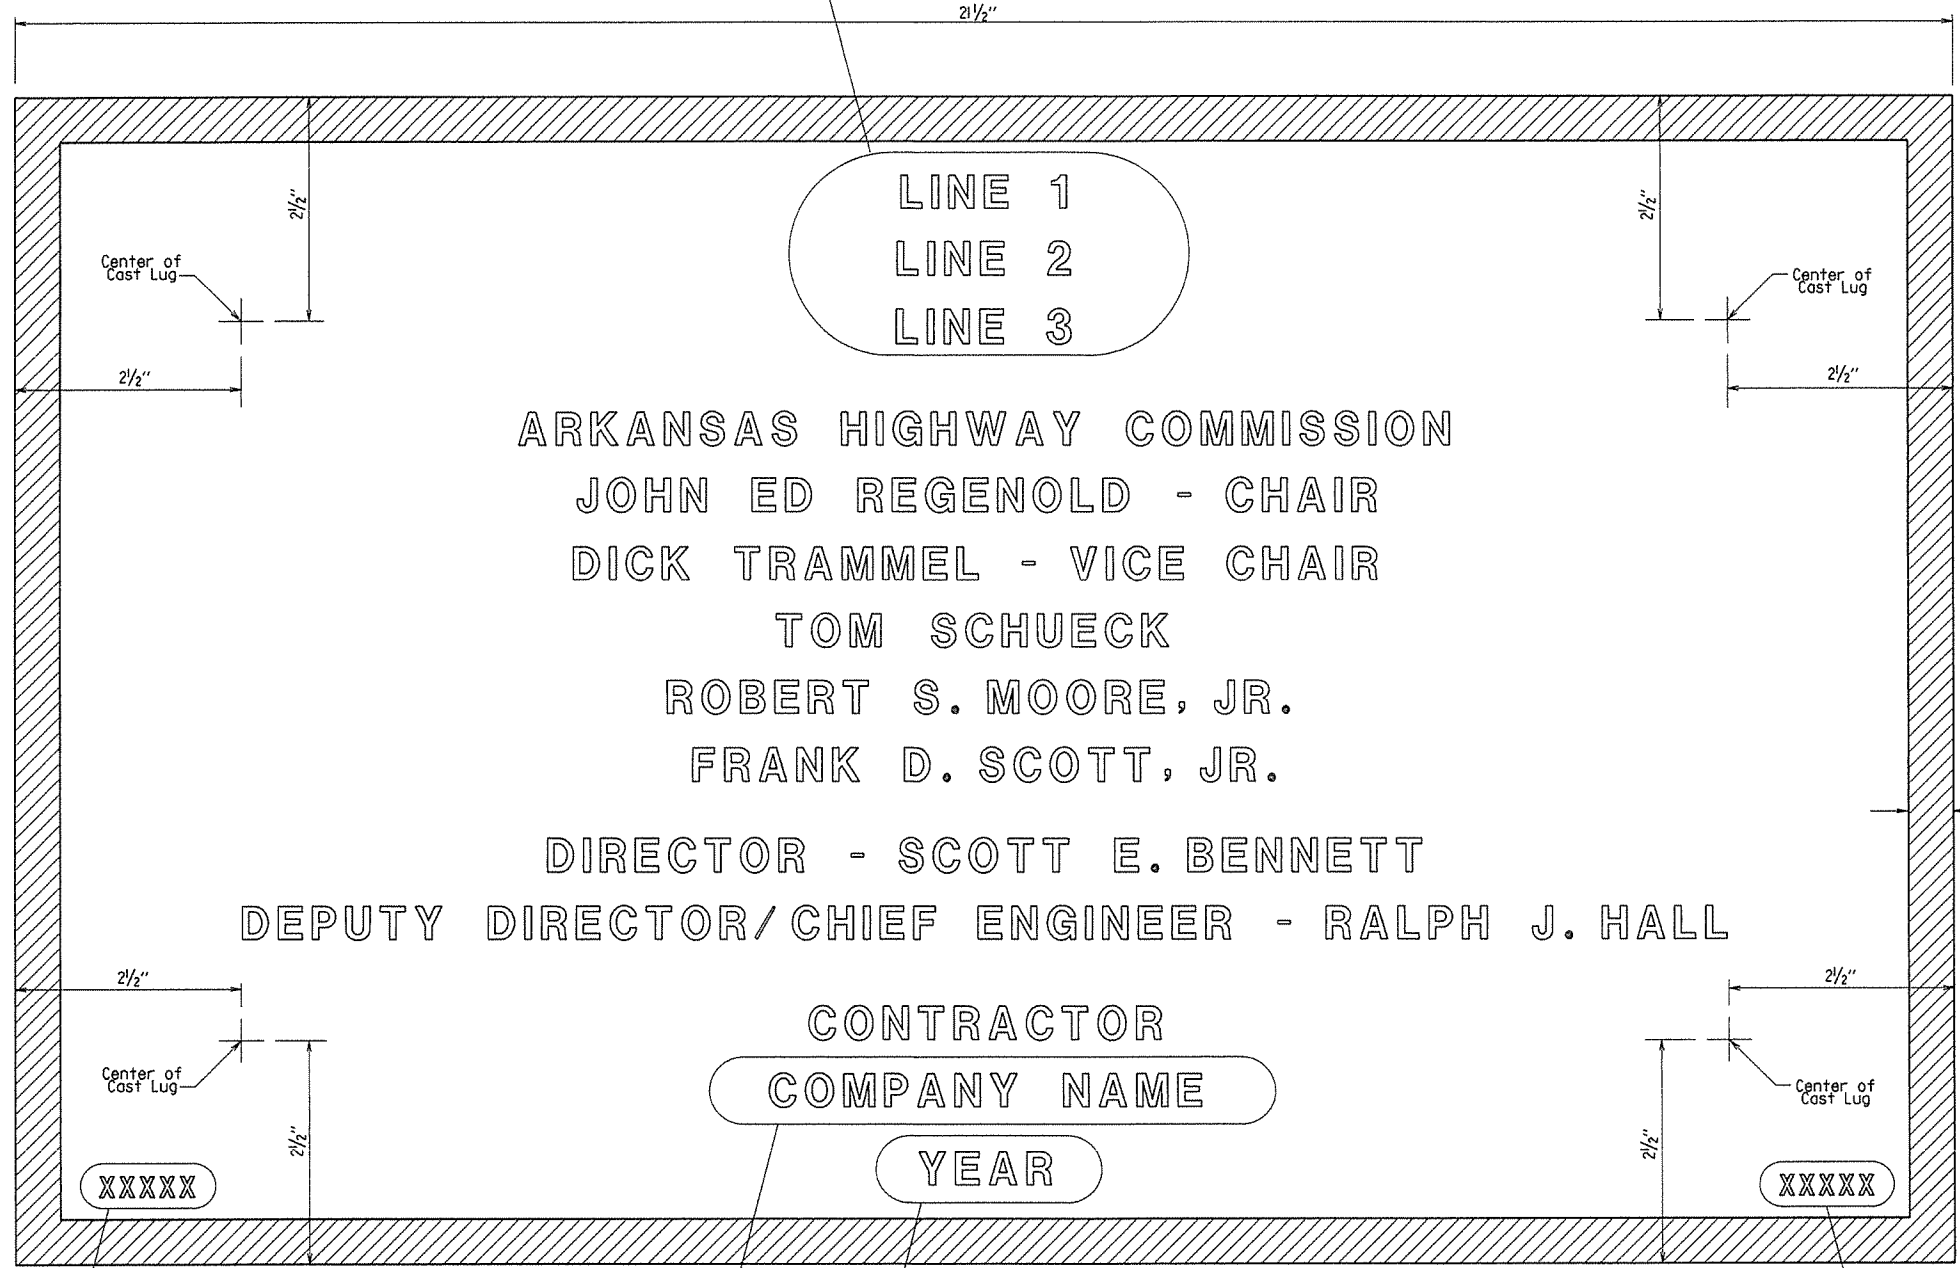 21½"
2½"
2½"
LINE 1
LINE 2
LINE 3
Center of
Cast Lug
Center of
Cast Lug
2½"
2½"
ARKANSAS HIGHWAY COMMISSION
JOHN ED REGENOLD - CHAIR
DICK TRAMMEL - VICE CHAIR
TOM SCHUECK
ROBERT S. MOORE, JR.
FRANK D. SCOTT, JR.
DIRECTOR - SCOTT E. BENNETT
DEPUTY DIRECTOR/CHIEF ENGINEER - RALPH J. HALL
2½"
2½"
CONTRACTOR
Center of
Cast Lug
COMPANY NAME
Center of
Cast Lug
2½"
2½"
YEAR
XXXXX
XXXXX